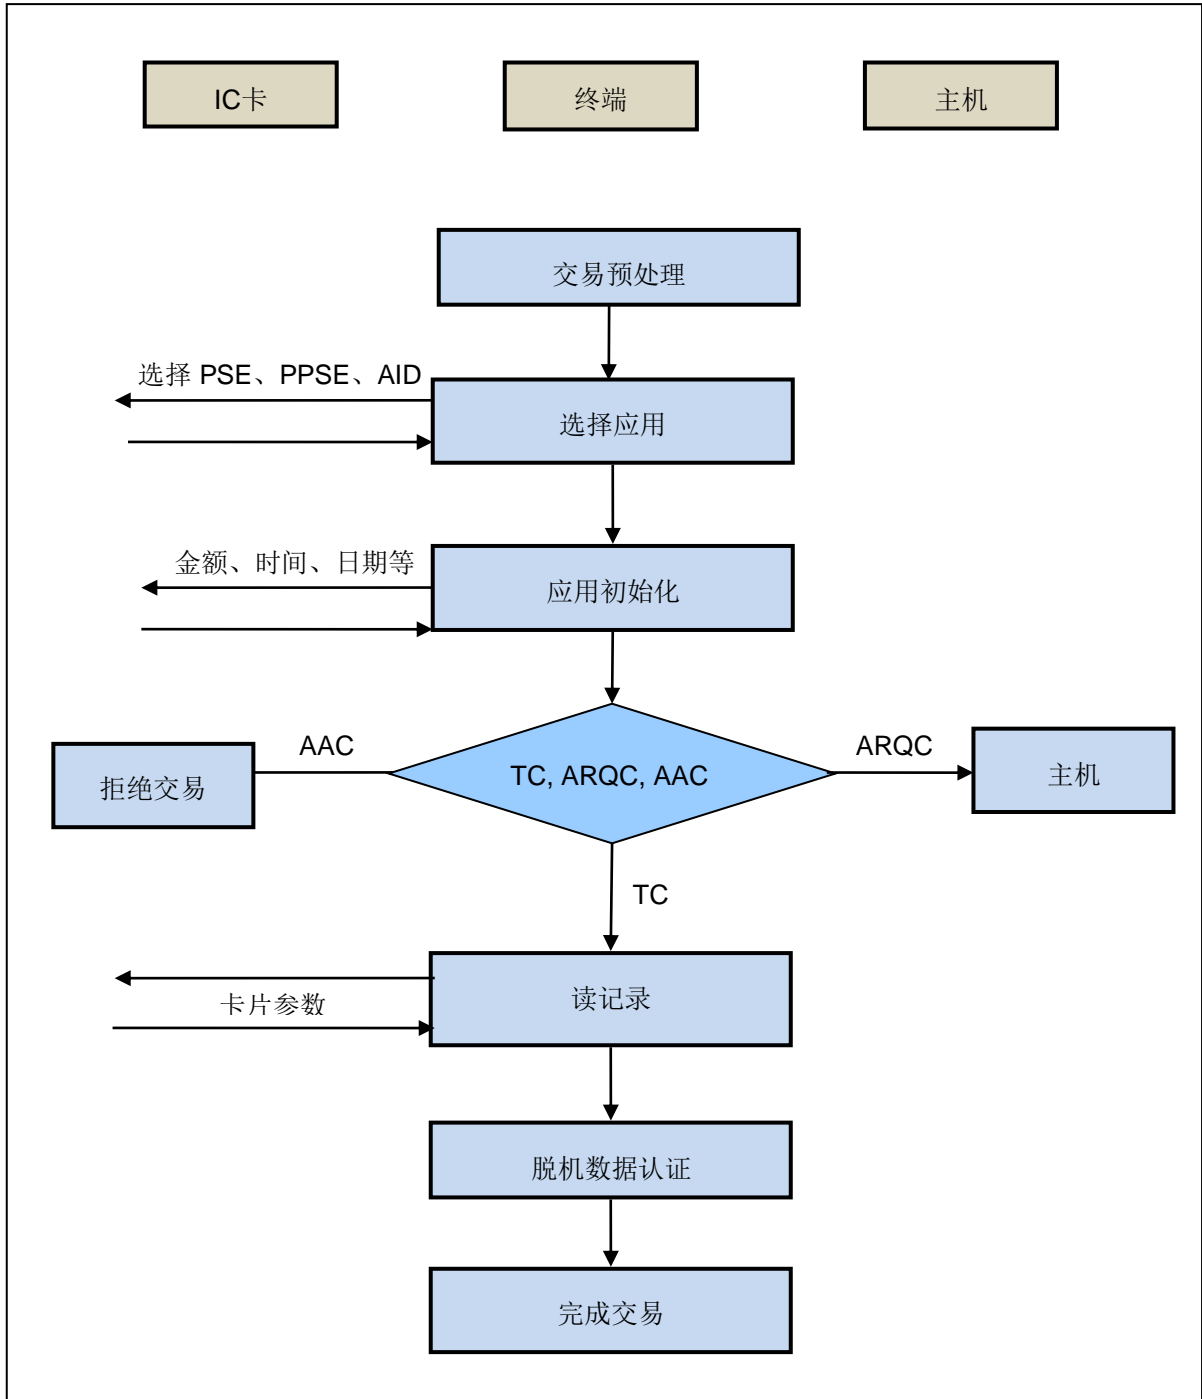 IC卡
终端
主机
交易预处理
选择 PSE、PPSE、AID
选择应用
金额、时间、日期等
应用初始化
AAC
ARQC
拒绝交易
TC, ARQC, AAC
主机
TC
读记录
卡片参数
脱机数据认证
完成交易